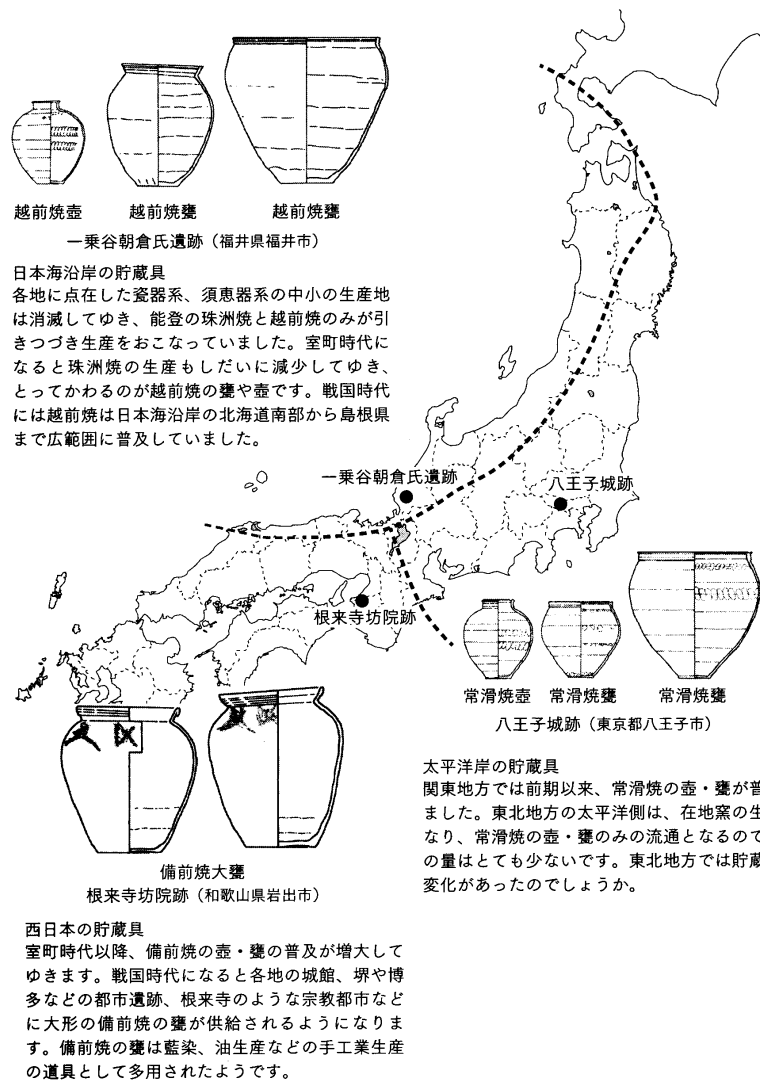 越前焼壺
越前焼甕
越前焼甕
一乗谷朝倉氏遺跡（福井県福井市）
日本海沿岸の貯蔵具
各地に点在した瓷器系、須恵器系の中小の生産地
は消滅してゆき、能登の珠洲焼と越前焼のみが引
きつづき生産をおこなっていました。室町時代に
なると珠洲焼の生産もしだいに減少してゆき、
とってかわるのが越前焼の甕や壺です。戦国時代
には越前焼は日本海沿岸の北海道南部から島根県
まで広範囲に普及していました。
一乗谷朝倉氏遺跡
八王子城跡
根来寺坊院跡
常滑焼壺
常滑焼甕
常滑焼甕
八王子城跡（東京都八王子市）
太平洋岸の貯蔵具
関東地方では前期以来、常滑焼の壺・甕が普
ました。東北地方の太平洋側は、在地窯の生
なり、常滑焼の壺・甕のみの流通となるので
の量はとても少ないです。東北地方では貯蔵
変化があったのでしょうか。
備前焼大甕
根来寺坊院跡（和歌山県岩出市）
西日本の貯蔵具
室町時代以降、備前焼の壺・甕の普及が増大して
ゆきます。戦国時代になると各地の城館、堺や博
多などの都市遺跡、根来寺のような宗教都市など
に大形の備前焼の甕が供給されるようになりま
す。備前焼の甕は藍染、油生産などの手工業生産
の道具として多用されたようです。